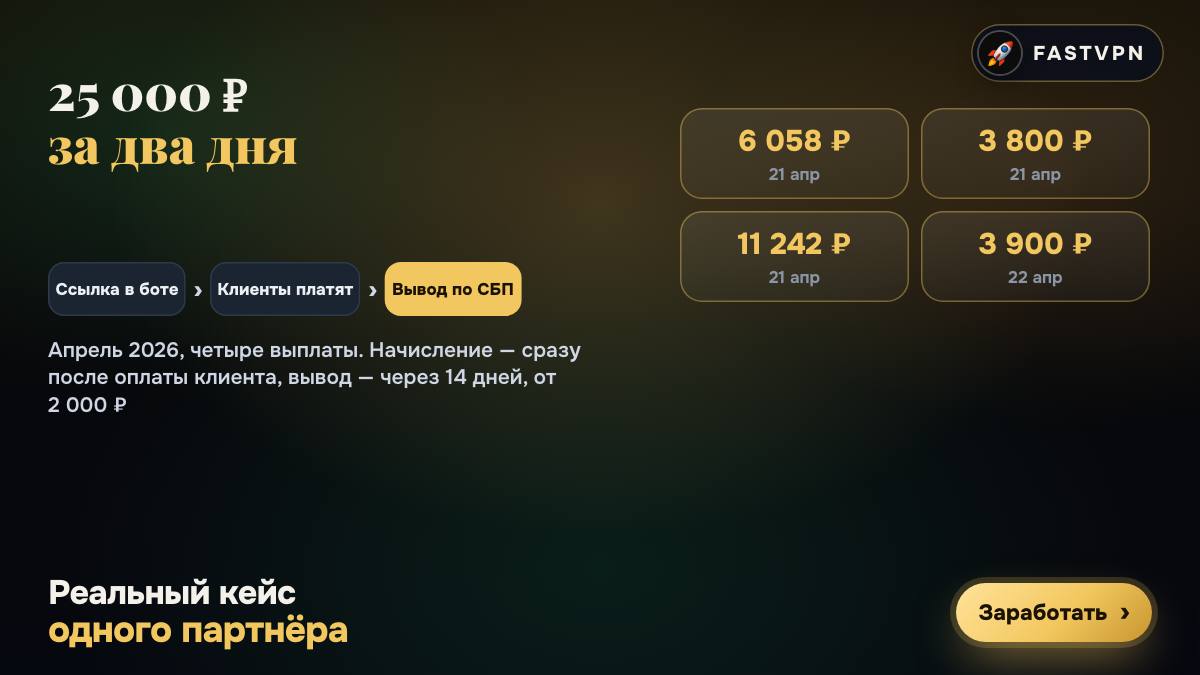 FASTVPN
25 000 ₽
за два дня
6 058 ₽
21 апр
3 800 ₽
21 апр
11 242 ₽
21 апр
3 900 ₽
22 апр
Ссылка в боте › Клиенты платят › Вывод по СБП
Апрель 2026, четыре выплаты. Начисление — сразу
после оплаты клиента, вывод — через 14 дней, от
2 000 ₽
Реальный кейс
одного партнёра
Заработать ›